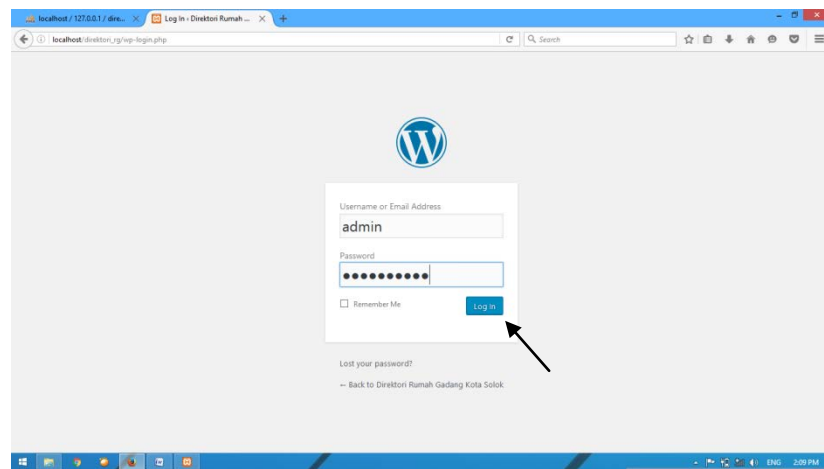 localhost / 127.0.0.1 / dire...
Log In ‹ Direktori Rumah ...
localhost/direktori_rg/wp-login.php
Search
Username or Email Address
admin
Password
Remember Me
Log In
Lost your password?
← Back to Direktori Rumah Gadang Kota Solok
ENG 2:09 PM